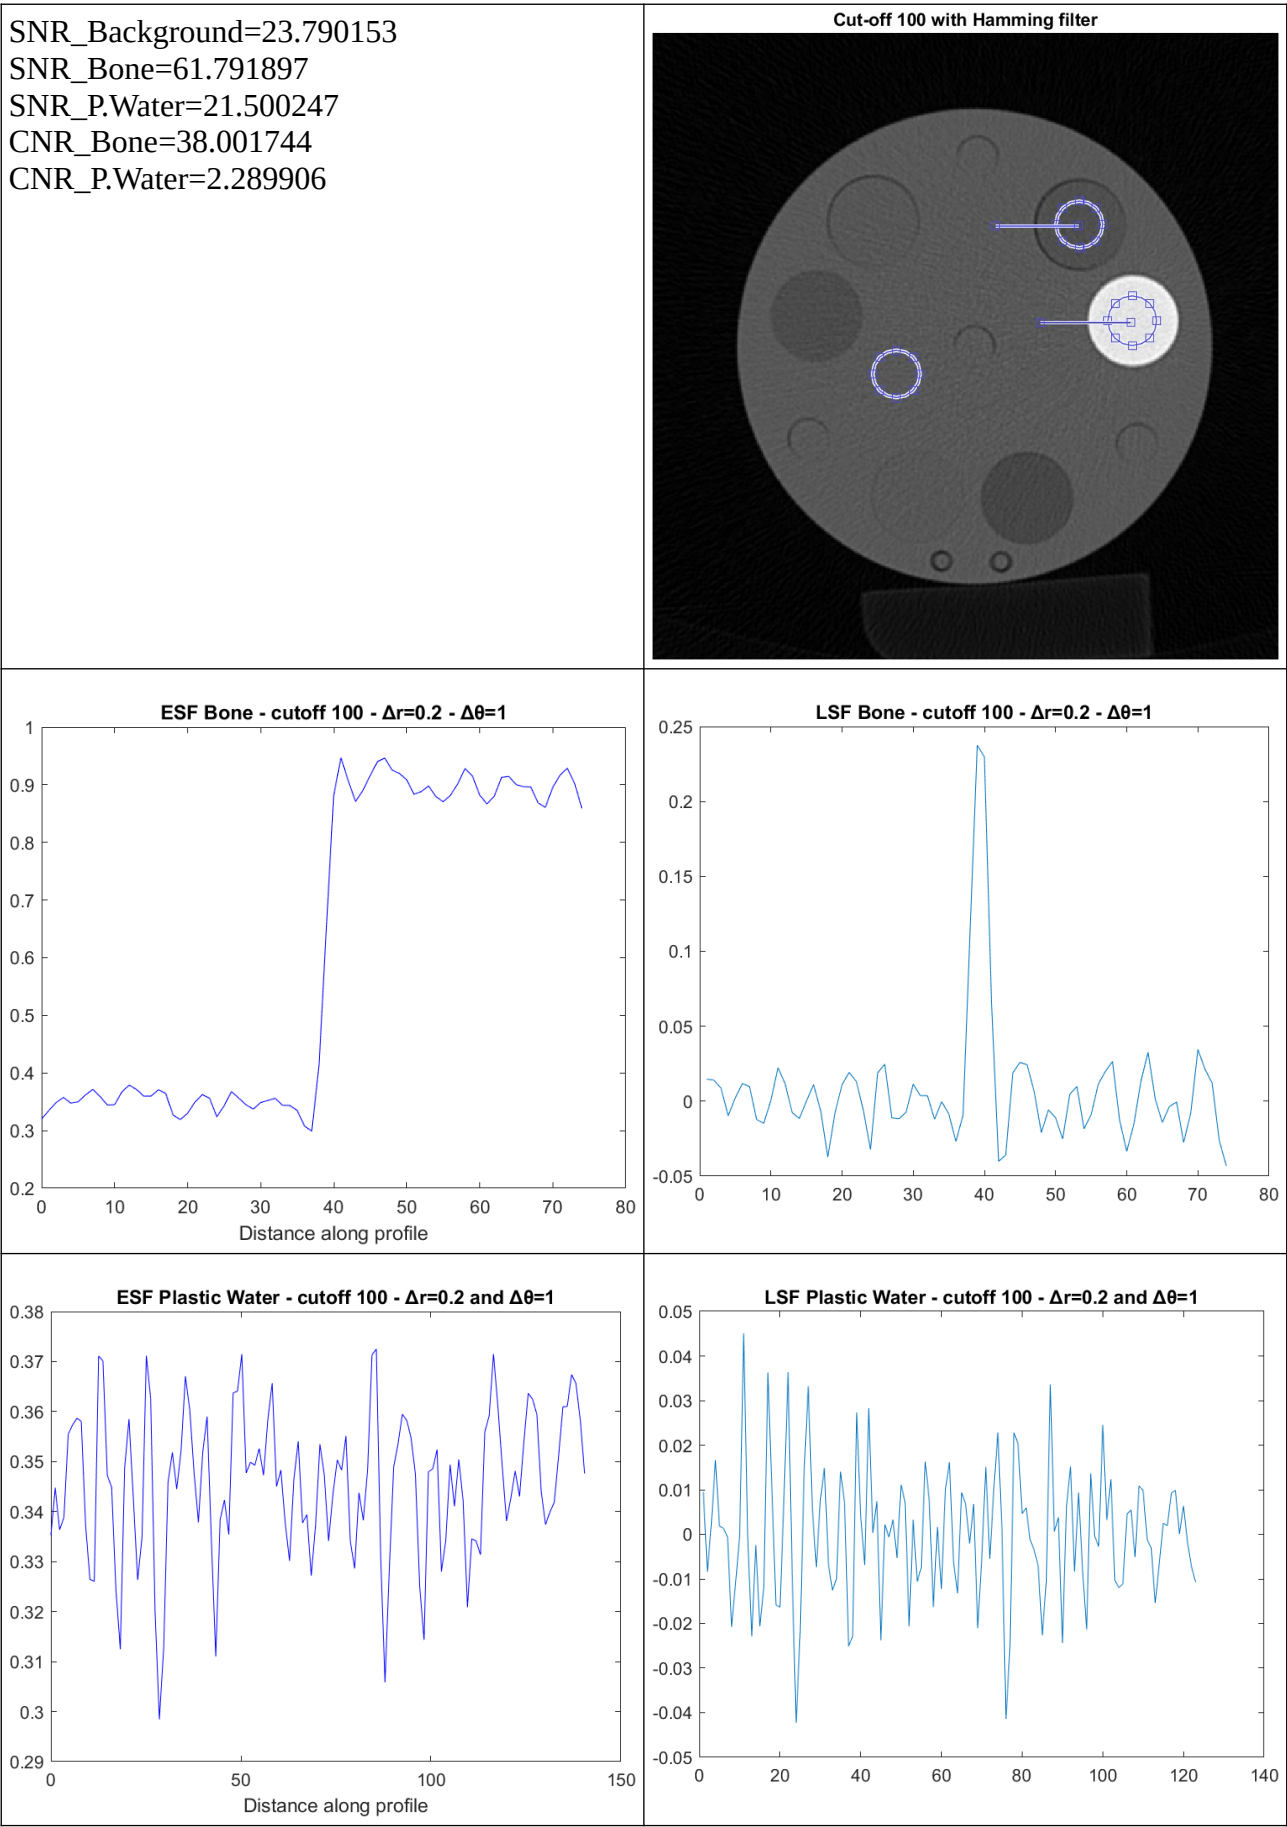 SNR_Background=23.790153
SNR_Bone=61.791897
SNR_P.Water=21.500247
CNR_Bone=38.001744
CNR_P.Water=2.289906
Cut-off 100 with Hamming filter
ESF Bone - cutoff 100 - Δr=0.2 - Δθ=1
1
0.9
0.8
0.7
0.6
0.5
0.4
0.3
0.2
0 10 20 30 40 50 60 70 80
Distance along profile
LSF Bone - cutoff 100 - Δr=0.2 - Δθ=1
0.25
0.2
0.15
0.1
0.05
0
-0.05
0 10 20 30 40 50 60 70 80
ESF Plastic Water - cutoff 100 - Δr=0.2 and Δθ=1
0.38
0.37
0.36
0.35
0.34
0.33
0.32
0.31
0.3
0.29
0 50 100 150
Distance along profile
LSF Plastic Water - cutoff 100 - Δr=0.2 and Δθ=1
0.05
0.04
0.03
0.02
0.01
0
-0.01
-0.02
-0.03
-0.04
-0.05
0 20 40 60 80 100 120 140